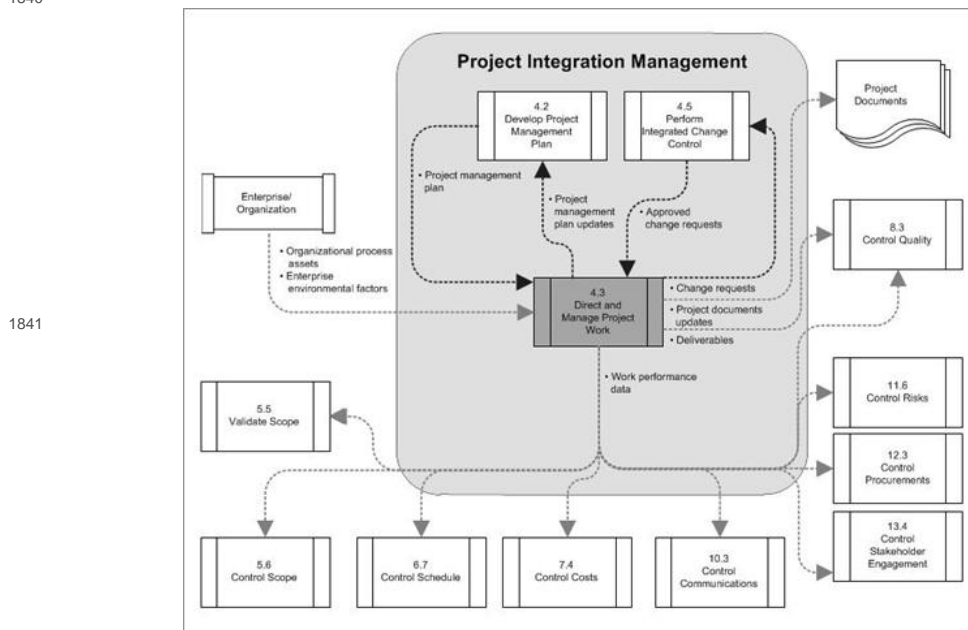 Project Integration Management
4.2
Develop Project
Management
Plan
4.5
Perform
Integrated Change
Control
Project
Documents
• Project management
plan
Enterprise/
Organization
• Project
management
plan updates
• Approved
change requests
8.3
Control Quality
• Organizational process
assets
• Enterprise
environmental factors
4.3
Direct and
Manage Project
Work
• Change requests
• Project documents
updates
• Deliverables
1841
• Work performance
data
5.5
Validate Scope
11.6
Control Risks
12.3
Control
Procurements
5.6
Control Scope
6.7
Control Schedule
7.4
Control Costs
10.3
Control
Communications
13.4
Control
Stakeholder
Engagement